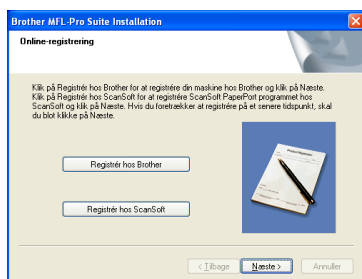 Brother MFL-Pro Suite Installation
Online-registrering
Klik på Registrér hos Brother for at registrére din maskine hos Brother og klik på Næste.
Klik på Registrér hos ScanSoft for at registrére ScanSoft PaperPort programmet hos
ScanSoft og klik på Næste. Hvis du foretrækker at registrére på et senere tidspunkt, skal
du blot klikke på Næste.
Registrér hos Brother
Registrér hos ScanSoft
< Tilbage
Næste >
Annuller